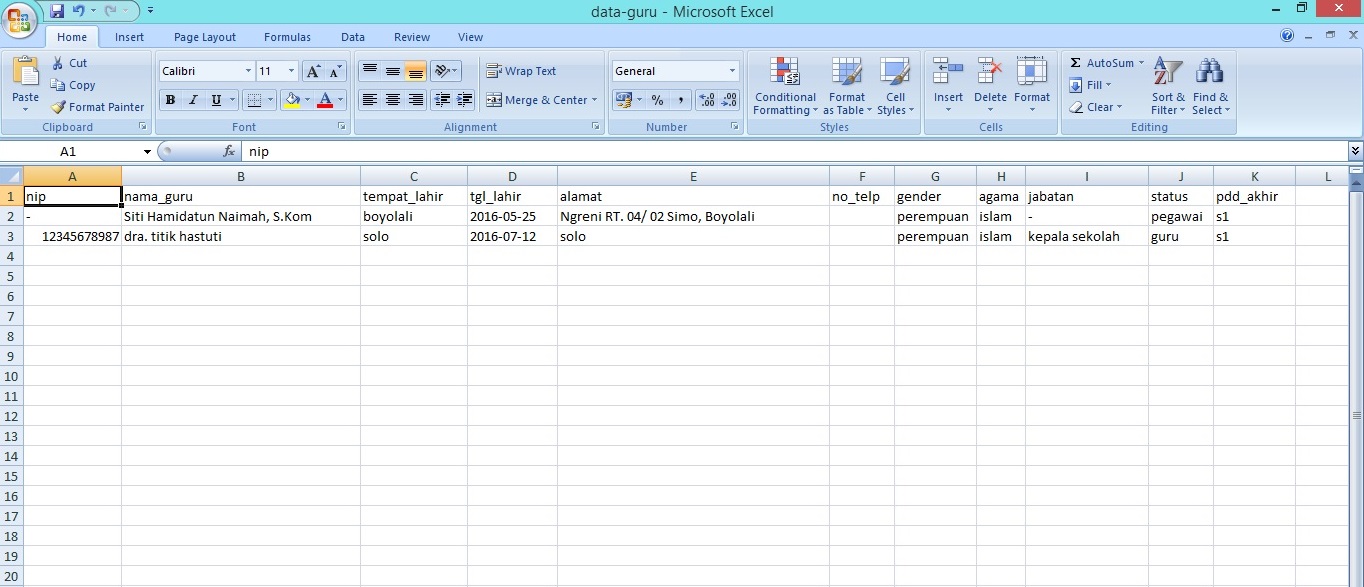 data-guru - Microsoft Excel
Home Insert Page Layout Formulas Data Review View
Paste Cut Copy Format Painter Clipboard
Calibri 11 B I U Font
Wrap Text Merge & Center Alignment
General % , Number
Conditional Formatting Format as Table Cell Styles Styles
Insert Delete Format Cells
Σ AutoSum Fill Clear Sort & Filter Find & Select Editing
A1 fx nip
A B C D E F G H I J K L
1 nip nama_guru tempat_lahir tgl_lahir alamat no_telp gender agama jabatan status pdd_akhir
2 - Siti Hamidatun Naimah, S.Kom boyolali 2016-05-25 Ngreni RT. 04/ 02 Simo, Boyolali perempuan islam - pegawai s1
3 12345678987 dra. titik hastuti solo 2016-07-12 solo perempuan islam kepala sekolah guru s1
4
5
6
7
8
9
10
11
12
13
14
15
16
17
18
19
20